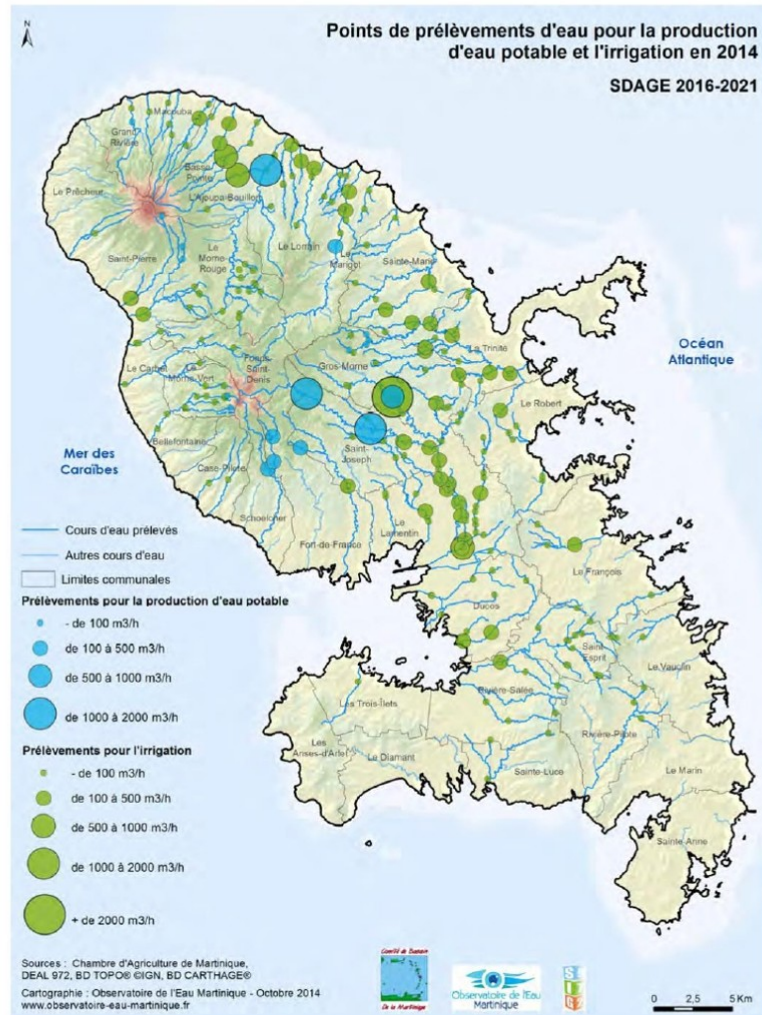 N
Points de prélèvements d'eau pour la production
d'eau potable et l'irrigation en 2014
SDAGE 2016-2021
Macouba
Grand
Rivière
Basse
Pointe
Le Prêcheur
L'Ajoupa-Bouillon
Le Lorrain
Le
Morne
Rouge
Le
Marigot
Sainte-Marie
Saint-Pierre
Océan
Atlantique
La Trinité
Gros-Morne
Fonds
Saint-
Denis
Le Carbet
Le
Morne-Vert
Le Robert
Mer des
Caraïbes
Bellefontaine
Saint-
Joseph
Case-Pilote
Schoelcher
Le
Lamentin
Fort-de-France
Le François
Ducos
Saint
Esprit
Le Vauclin
Rivière-Salée
Les Trois-Ilets
Rivière-Pilote
Les
Anses-d'Arlet
Le Diamant
Sainte-Luce
Le Marin
Sainte-Anne
Cours d'eau prélevés
Autres cours d'eau
Limites communales
Prélèvements pour la production d'eau potable
- de 100 m3/h
de 100 à 500 m3/h
de 500 à 1000 m3/h
de 1000 à 2000 m3/h
Prélèvements pour l'irrigation
- de 100 m3/h
de 100 à 500 m3/h
de 500 à 1000 m3/h
de 1000 à 2000 m3/h
+ de 2000 m3/h
Sources : Chambre d'Agriculture de Martinique,
DEAL 972, BD TOPO® ©IGN, BD CARTHAGE®
Cartographie : Observatoire de l'Eau Martinique - Octobre 2014
www.observatoire-eau-martinique.fr
Comité de Bassin
De la Martinique
Observatoire de l'Eau
Martinique
S
I
G
0 2,5 5 Km